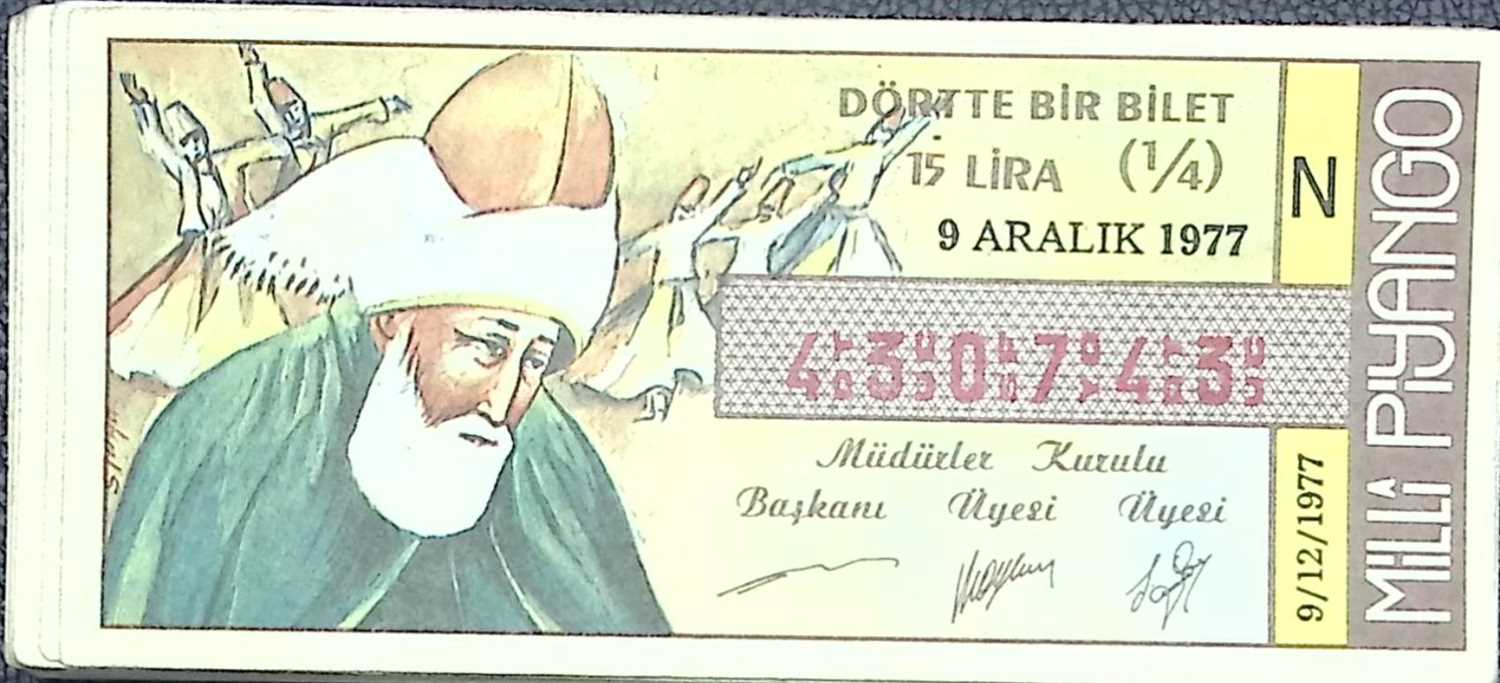 DÖRTTE BİR BİLET
15 LİRA (1/4)
9 ARALIK 1977
N
430743
Müdürler Kurulu
Başkanı Üyesi Üyesi
9/12/1977
MİLLÎ PİYANGO